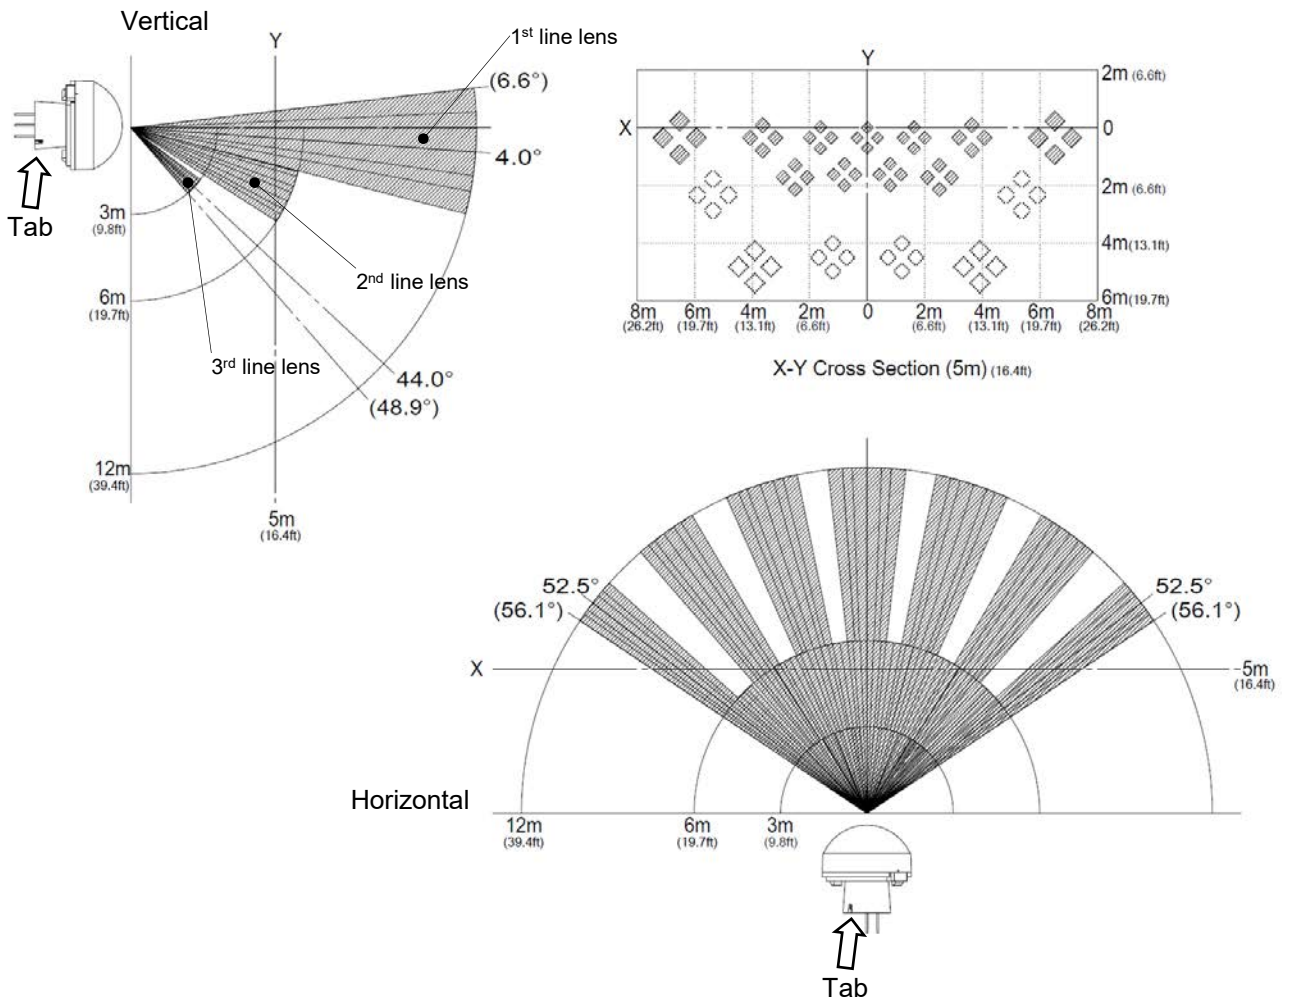 Vertical
Y
1st line lens
(6.6°)
4.0°
Tab
3m
(9.8ft)
2nd line lens
6m
(19.7ft)
3rd line lens
44.0°
(48.9°)
12m
(39.4ft)
5m
(16.4ft)
Y
2m (6.6ft)
X
0
2m (6.6ft)
4m(13.1ft)
6m(19.7ft)
8m 6m 4m 2m 0 2m 4m 6m 8m
(26.2ft) (19.7ft) (13.1ft) (6.6ft) (6.6ft) (13.1ft) (19.7ft) (26.2ft)
X-Y Cross Section (5m) (16.4ft)
52.5°
(56.1°)
52.5°
(56.1°)
X
5m
(16.4ft)
Horizontal
12m 6m 3m
(39.4ft) (19.7ft) (9.8ft)
Tab